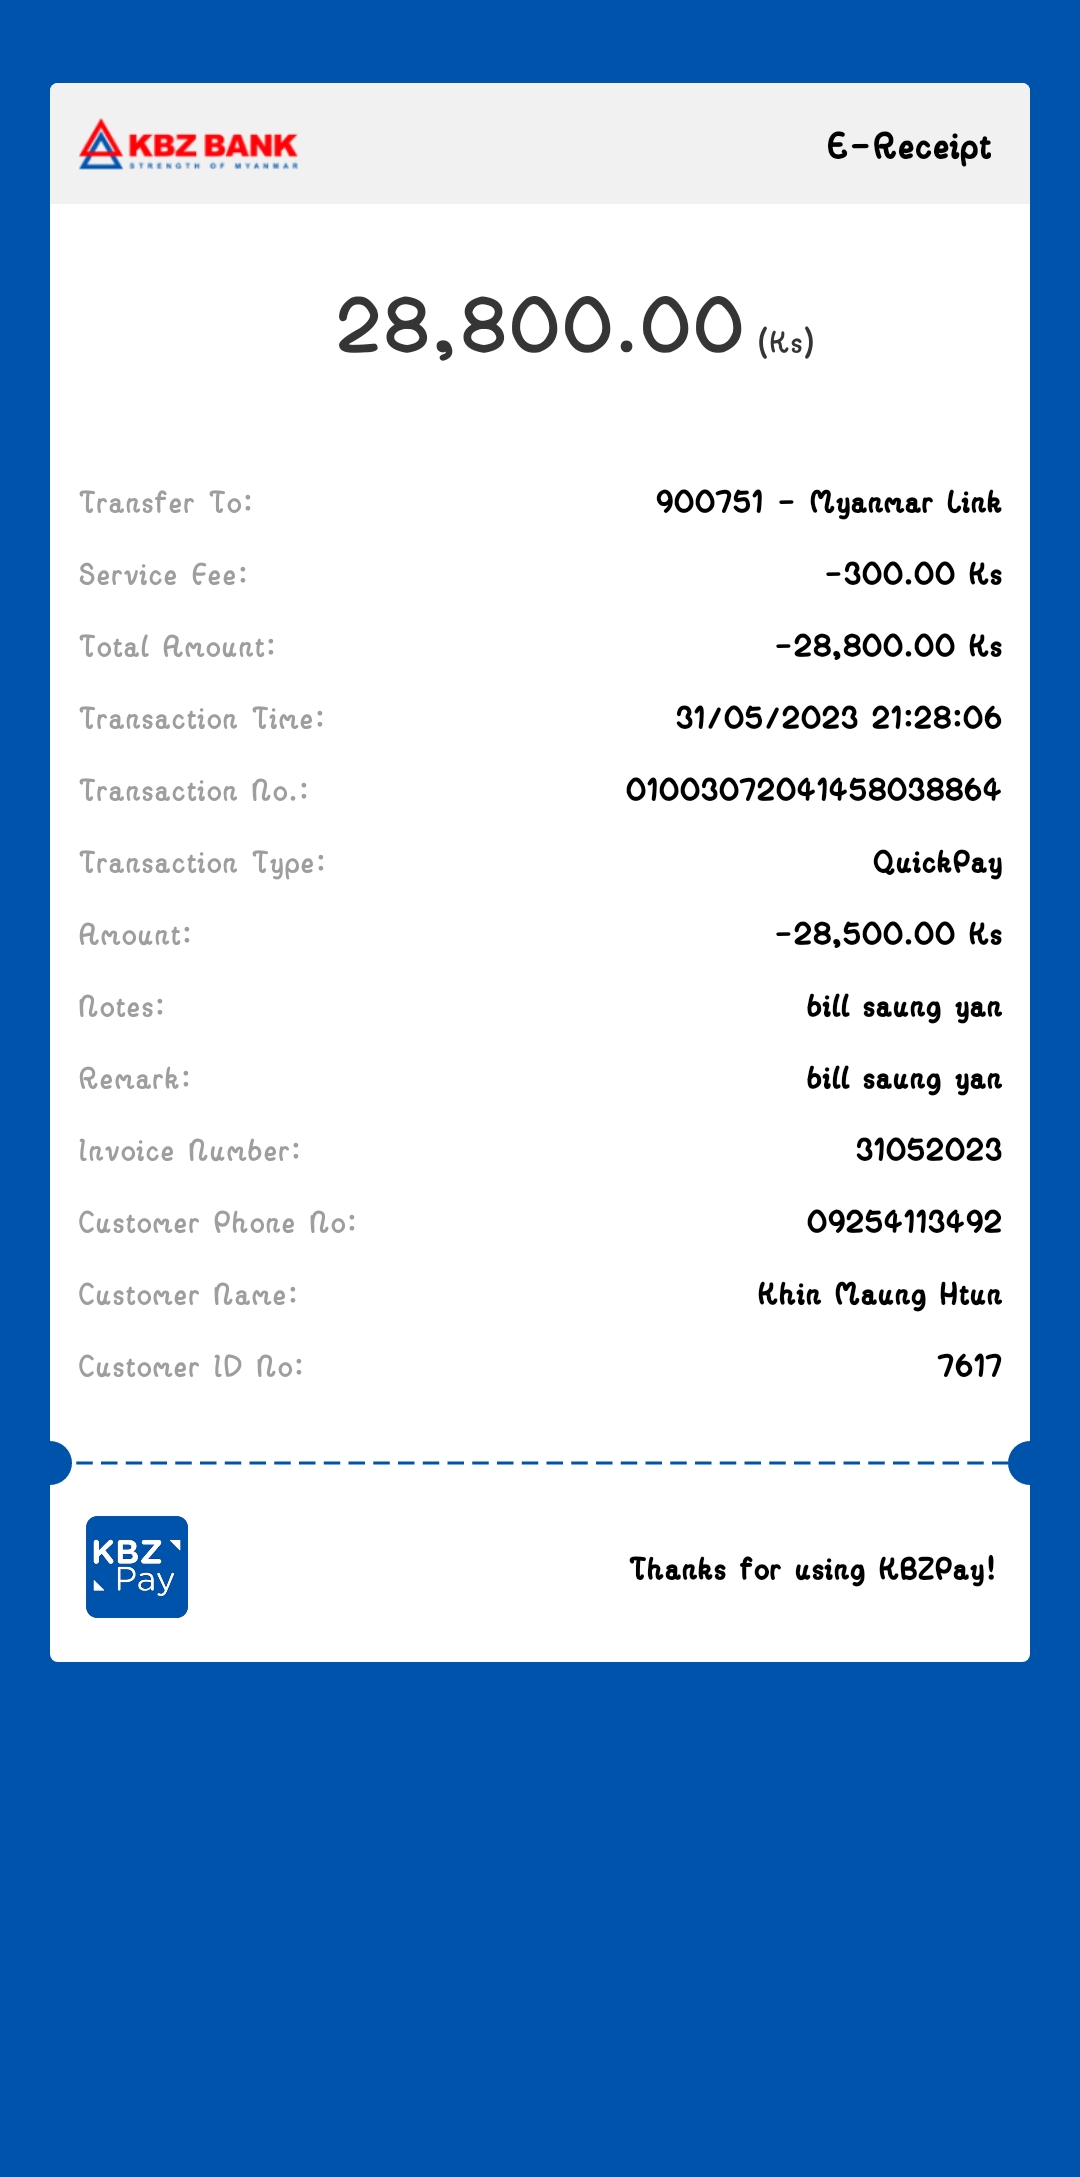 KBZ BANK
STRENGTH OF MYANMAR
E-Receipt
28,800.00 (Ks)
Transfer To: 900751 - Myanmar Link
Service Fee: -300.00 Ks
Total Amount: -28,800.00 Ks
Transaction Time: 31/05/2023 21:28:06
Transaction No.: 01003072041458038864
Transaction Type: QuickPay
Amount: -28,500.00 Ks
Notes: bill saung yan
Remark: bill saung yan
Invoice Number: 31052023
Customer Phone No: 09254113492
Customer Name: Khin Maung Htun
Customer ID No: 7617
KBZ
Pay
Thanks for using KBZPay!